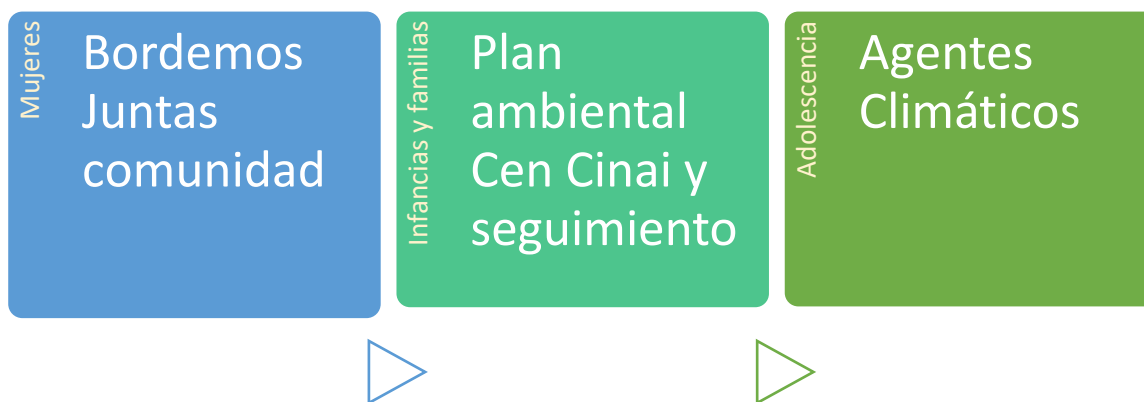 Mujeres
Bordemos
Juntas
comunidad
Infancias y familias
Plan
ambiental
Cen Cinai y
seguimiento
Adolescencia
Agentes
Climáticos